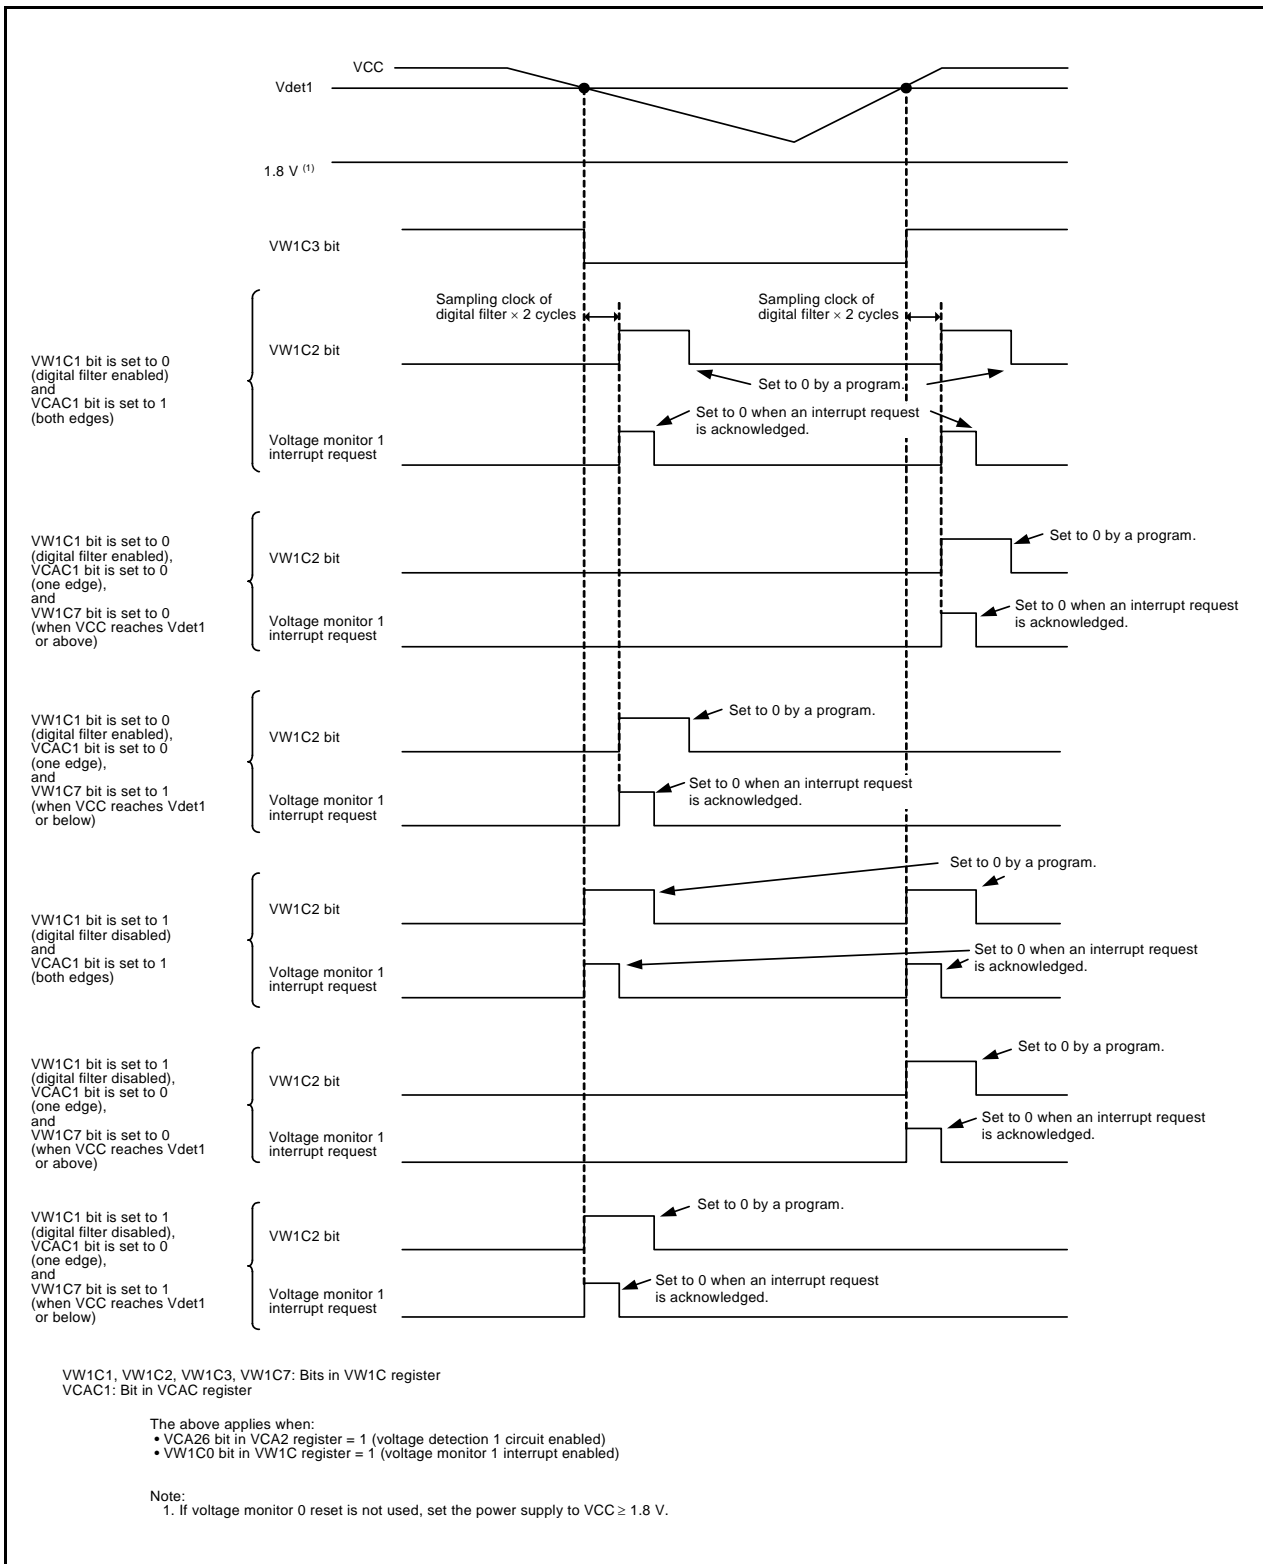 VCC
Vdet1
1.8 V (1)
VW1C3 bit
Sampling clock of
digital filter × 2 cycles
Sampling clock of
digital filter × 2 cycles
VW1C1 bit is set to 0
(digital filter enabled)
and
VCAC1 bit is set to 1
(both edges)
VW1C2 bit
Set to 0 by a program.
Set to 0 when an interrupt request
is acknowledged.
Voltage monitor 1
interrupt request
VW1C1 bit is set to 0
(digital filter enabled),
VCAC1 bit is set to 0
(one edge),
and
VW1C7 bit is set to 0
(when VCC reaches Vdet1
or above)
VW1C2 bit
Set to 0 by a program.
Voltage monitor 1
interrupt request
Set to 0 when an interrupt request
is acknowledged.
VW1C1 bit is set to 0
(digital filter enabled),
VCAC1 bit is set to 0
(one edge),
and
VW1C7 bit is set to 1
(when VCC reaches Vdet1
or below)
VW1C2 bit
Set to 0 by a program.
Voltage monitor 1
interrupt request
Set to 0 when an interrupt request
is acknowledged.
VW1C1 bit is set to 1
(digital filter disabled)
and
VCAC1 bit is set to 1
(both edges)
VW1C2 bit
Set to 0 by a program.
Voltage monitor 1
interrupt request
Set to 0 when an interrupt request
is acknowledged.
VW1C1 bit is set to 1
(digital filter disabled),
VCAC1 bit is set to 0
(one edge),
and
VW1C7 bit is set to 0
(when VCC reaches Vdet1
or above)
VW1C2 bit
Set to 0 by a program.
Voltage monitor 1
interrupt request
Set to 0 when an interrupt request
is acknowledged.
VW1C1 bit is set to 1
(digital filter disabled),
VCAC1 bit is set to 0
(one edge),
and
VW1C7 bit is set to 1
(when VCC reaches Vdet1
or below)
VW1C2 bit
Set to 0 by a program.
Voltage monitor 1
interrupt request
Set to 0 when an interrupt request
is acknowledged.
VW1C1, VW1C2, VW1C3, VW1C7: Bits in VW1C register
VCAC1: Bit in VCAC register
The above applies when:
• VCA26 bit in VCA2 register = 1 (voltage detection 1 circuit enabled)
• VW1C0 bit in VW1C register = 1 (voltage monitor 1 interrupt enabled)
Note:
1. If voltage monitor 0 reset is not used, set the power supply to VCC ≥ 1.8 V.